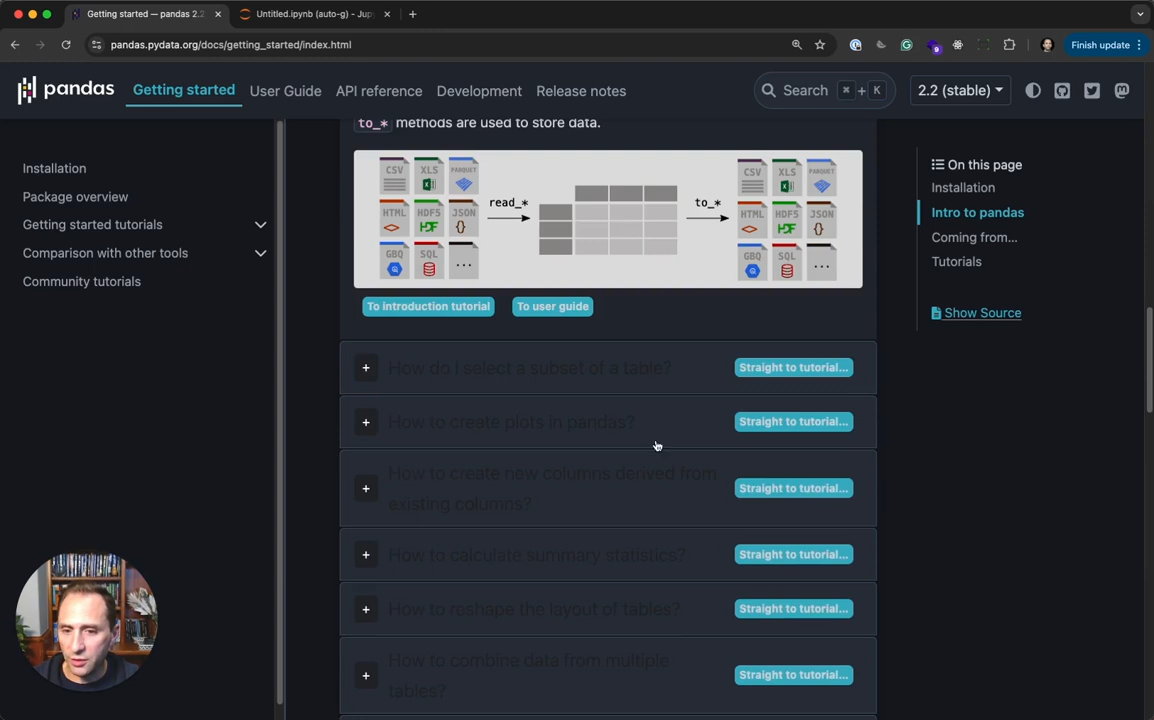 Getting started — pandas 2.2
Untitled.ipynb (auto-g) - Jup
pandas.pydata.org/docs/getting_started/index.html
9
Finish update
pandas
Getting started
User Guide
API reference
Development
Release notes
Search ⌘ + K
2.2 (stable)
Installation
Package overview
Getting started tutorials
Comparison with other tools
Community tutorials
to_* methods are used to store data.
CSV XLS PARQUET
HTML HDF5 JSON
GBQ SQL ...
read_*
to_*
CSV XLS PARQUET
HTML HDF5 JSON
GBQ SQL ...
To introduction tutorial
To user guide
+ How do I select a subset of a table?
Straight to tutorial...
+ How to create plots in pandas?
Straight to tutorial...
+ How to create new columns derived from
existing columns?
Straight to tutorial...
+ How to calculate summary statistics?
Straight to tutorial...
+ How to reshape the layout of tables?
Straight to tutorial...
+ How to combine data from multiple
tables?
Straight to tutorial...
On this page
Installation
Intro to pandas
Coming from...
Tutorials
Show Source